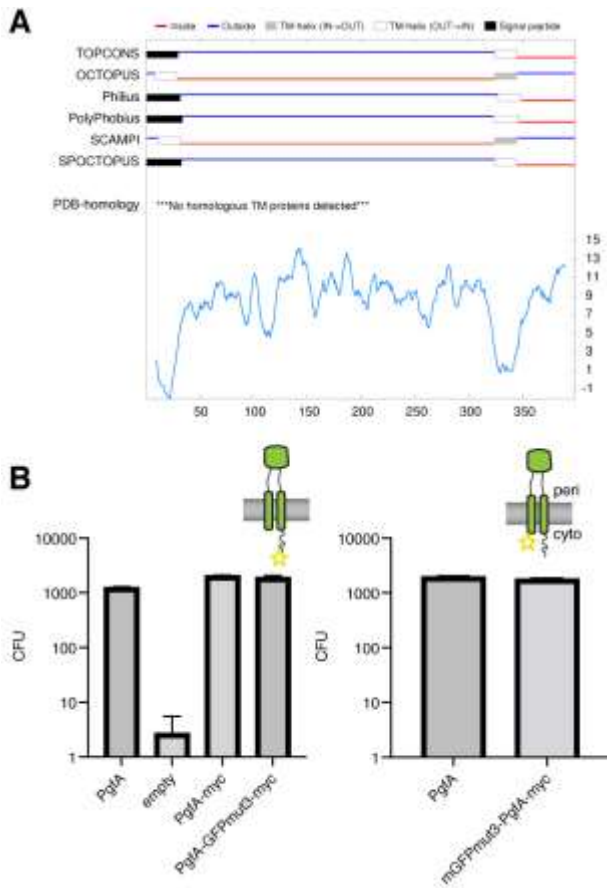 A
Inside Outside TM-helix (IN->OUT) TM-helix (OUT->IN) Signal peptide
TOPCONS
OCTOPUS
Philius
PolyPhobius
SCAMPI
SPOCTOPUS
PDB-homology ***No homologous TM proteins detected***
15
13
11
9
7
5
3
1
-1
50 100 150 200 250 300 350
B
peri
cyto
10000
1000
100
10
1
CFU
PgfA
empty
PgfA-myc
PgfA-GFPmut3-myc
10000
1000
100
10
1
CFU
PgfA
mGFPmut3-PgfA-myc